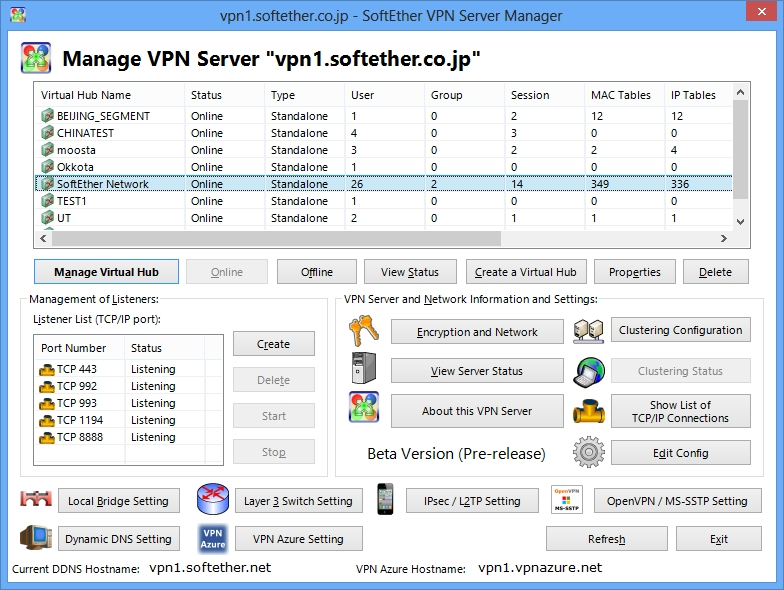 vpn1.softether.co.jp - SoftEther VPN Server Manager
Manage VPN Server "vpn1.softether.co.jp"
Virtual Hub Name Status Type User Group Session MAC Tables IP Tables
BEIJING_SEGMENT Online Standalone 1 0 2 12 12
CHINATEST Online Standalone 4 0 3 0 0
moosta Online Standalone 3 0 2 2 4
Okkota Online Standalone 1 0 0 0 0
SoftEther Network Online Standalone 26 2 14 349 336
TEST1 Online Standalone 1 0 0 0 0
UT Online Standalone 2 0 1 1 1
Manage Virtual Hub Online Offline View Status Create a Virtual Hub Properties Delete
Management of Listeners:
Listener List (TCP/IP port):
Port Number Status
TCP 443 Listening
TCP 992 Listening
TCP 993 Listening
TCP 1194 Listening
TCP 8888 Listening
Create
Delete
Start
Stop
VPN Server and Network Information and Settings:
Encryption and Network Clustering Configuration
View Server Status Clustering Status
About this VPN Server Show List of
TCP/IP Connections
Beta Version (Pre-release) Edit Config
Local Bridge Setting Layer 3 Switch Setting IPsec / L2TP Setting OpenVPN MS-SSTP OpenVPN / MS-SSTP Setting
Dynamic DNS Setting VPN Azure VPN Azure Setting Refresh Exit
Current DDNS Hostname: vpn1.softether.net VPN Azure Hostname: vpn1.vpnazure.net